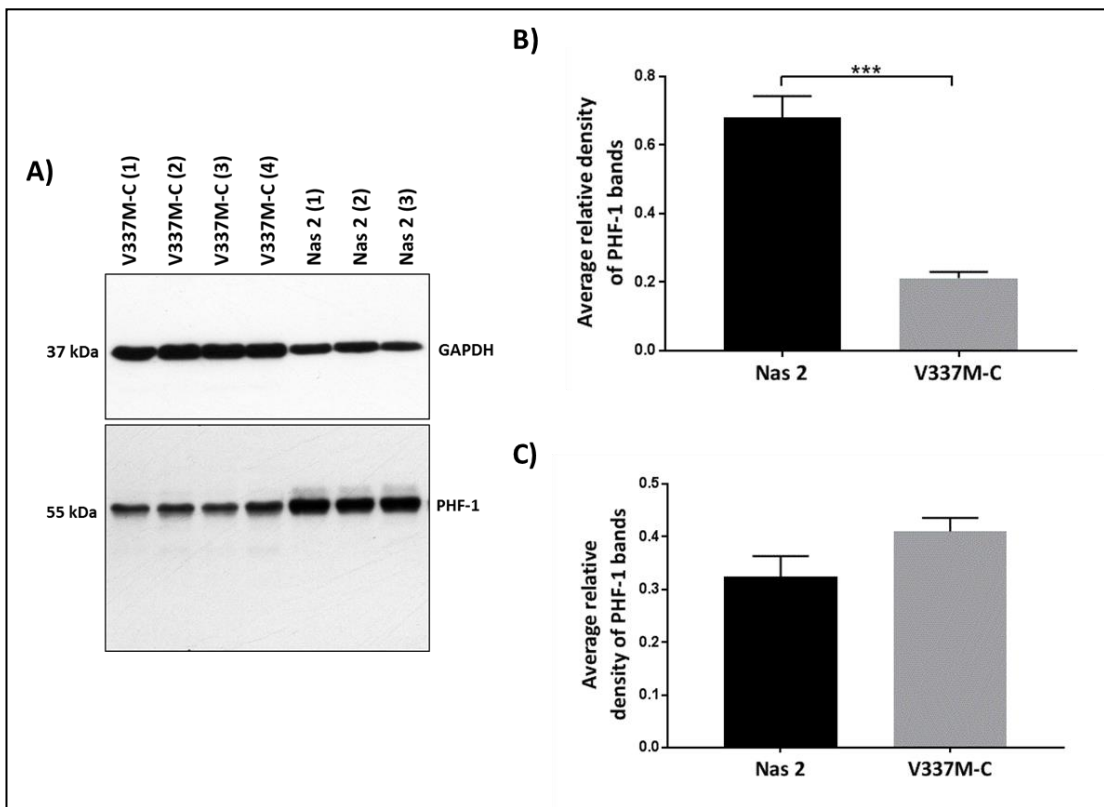 A)
V337M-C (1)
V337M-C (2)
V337M-C (3)
V337M-C (4)
Nas 2 (1)
Nas 2 (2)
Nas 2 (3)
37 kDa
GAPDH
55 kDa
PHF-1
B)
Average relative density
of PHF-1 bands
0.8
0.6
0.4
0.2
0.0
***
Nas 2
V337M-C
C)
Average relative
density of PHF-1 bands
0.5
0.4
0.3
0.2
0.1
0.0
Nas 2
V337M-C